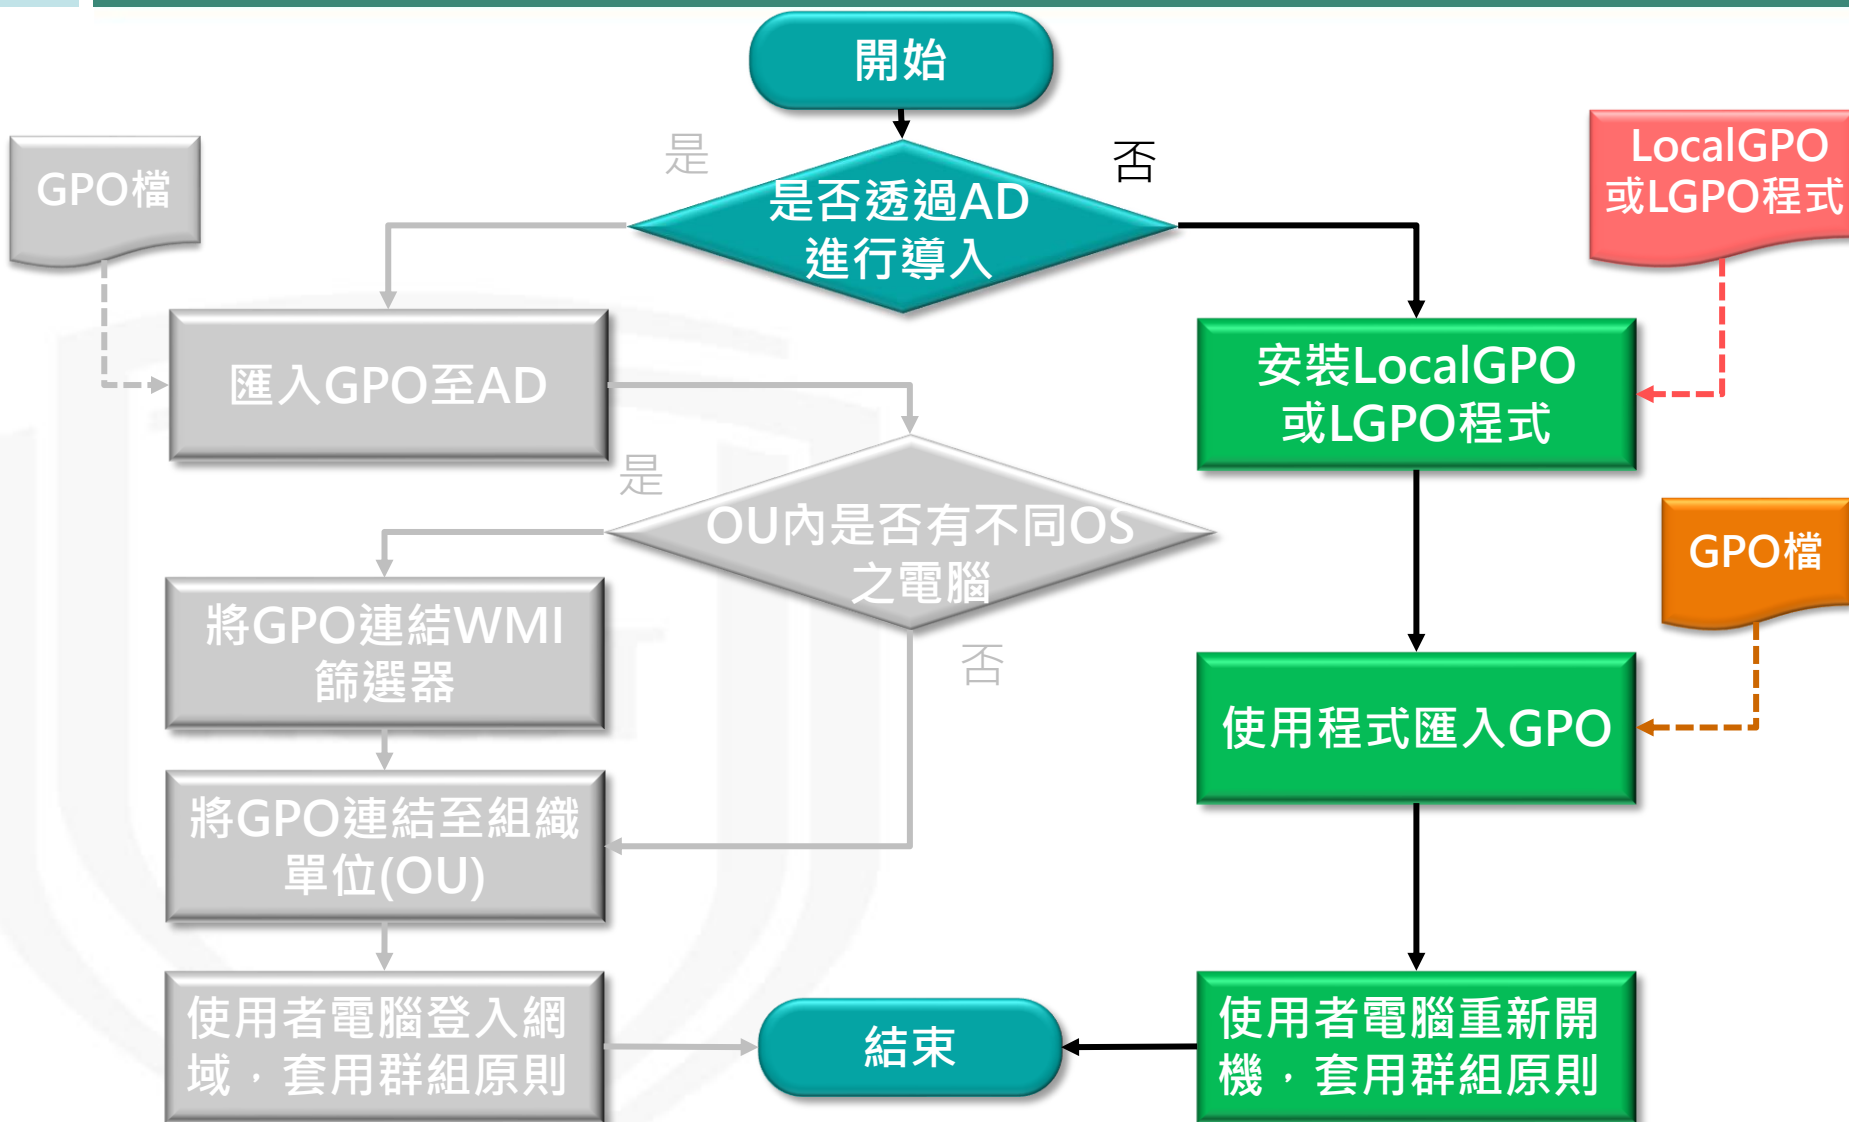 開始
是
否
GPO檔
LocalGPO
或LGPO程式
是否透過AD
進行導入
匯入GPO至AD
安裝LocalGPO
或LGPO程式
是
OU內是否有不同OS
之電腦
GPO檔
將GPO連結WMI
篩選器
否
使用程式匯入GPO
將GPO連結至組織
單位(OU)
使用者電腦登入網
域，套用群組原則
結束
使用者電腦重新開
機，套用群組原則